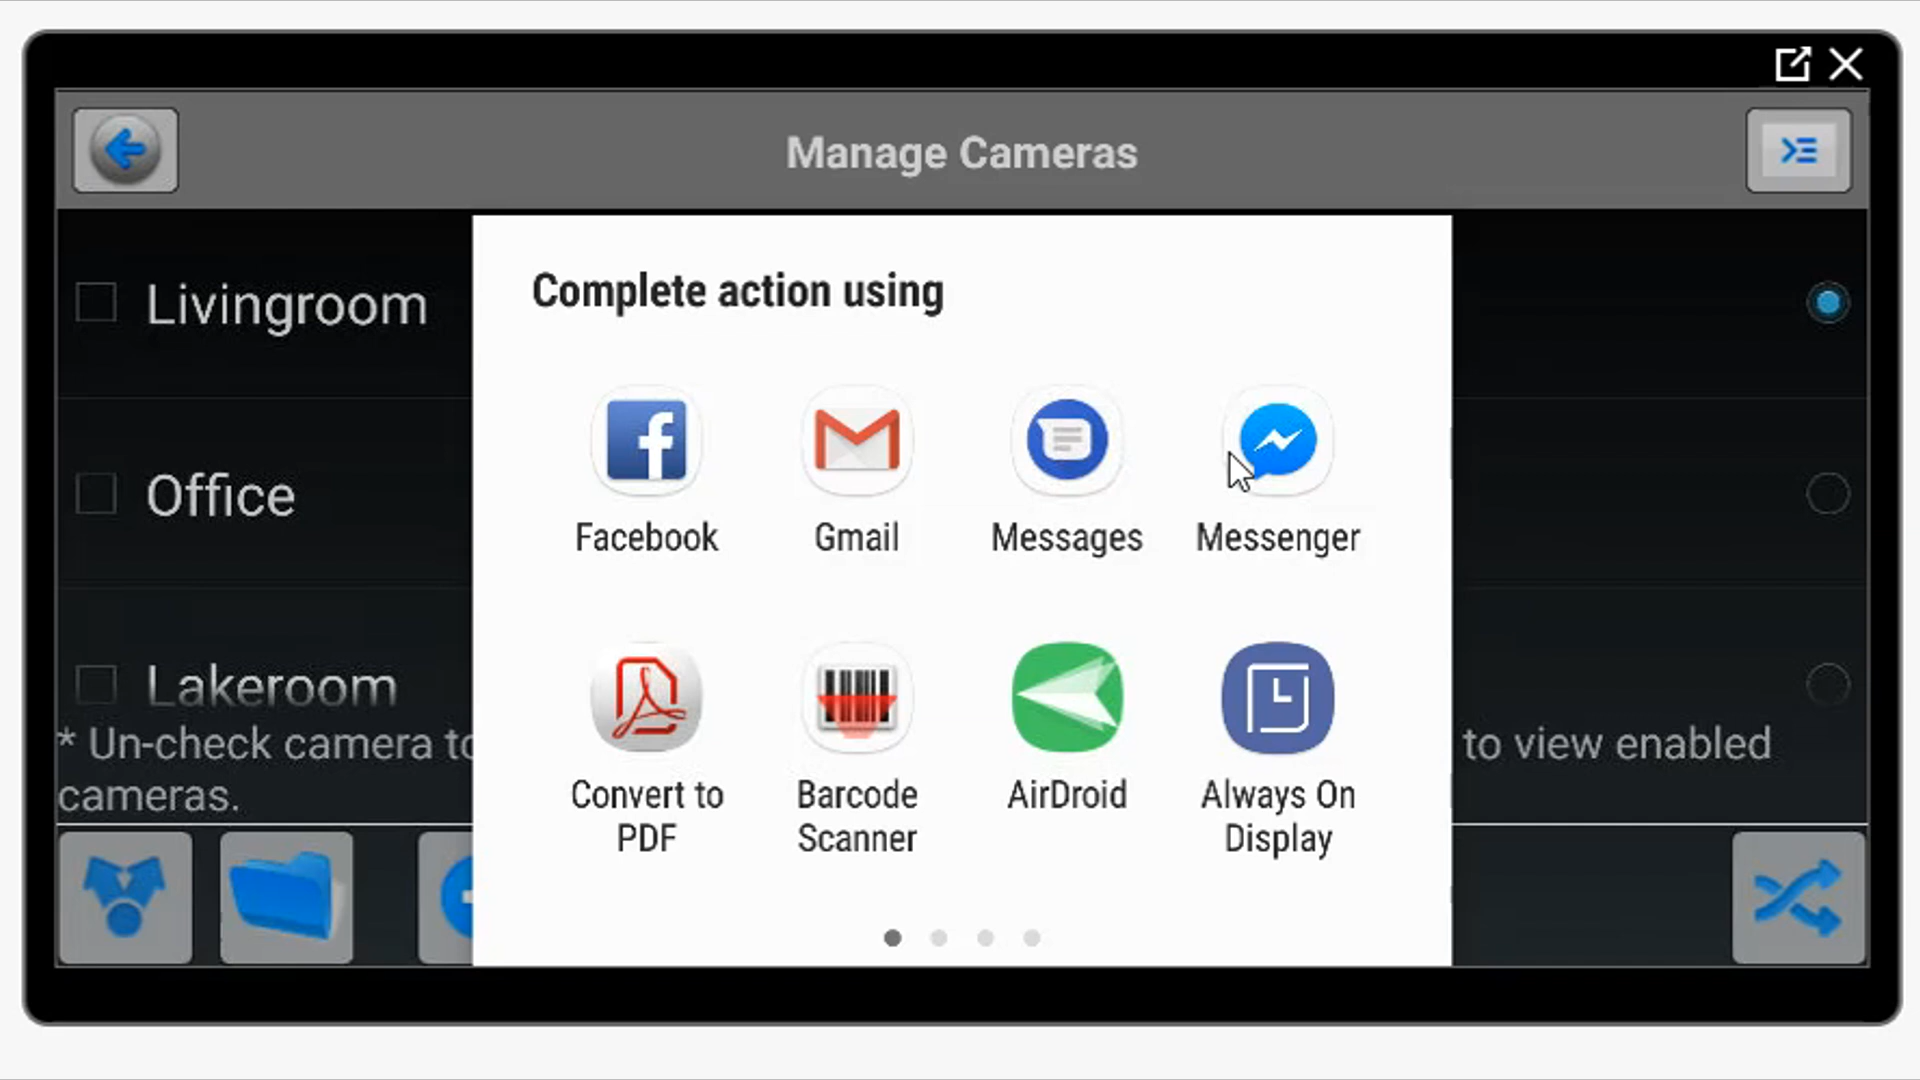 Manage Cameras
Complete action using
Livingroom
Office
Lakeroom
Facebook
Gmail
Messages
Messenger
Convert to
PDF
Barcode
Scanner
AirDroid
Always On
Display
* Un-check camera to
to view enabled
cameras.